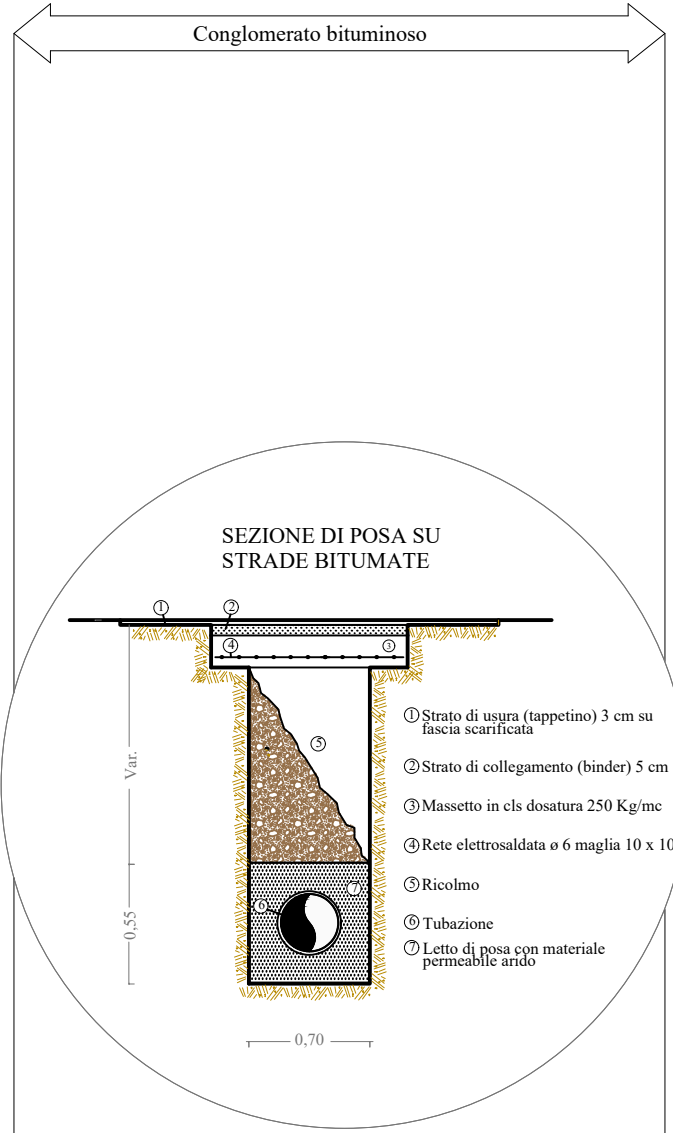 Conglomerato bituminoso
SEZIONE DI POSA SU
STRADE BITUMATE
1
2
4
3
5
7
6
Var.
0,55
0,70
1 Strato di usura (tappetino) 3 cm su
fascia scarificata
2 Strato di collegamento (binder) 5 cm
3 Massetto in cls dosatura 250 Kg/mc
4 Rete elettrosaldata ø 6 maglia 10 x 10
5 Ricolmo
6 Tubazione
7 Letto di posa con materiale
permeabile arido